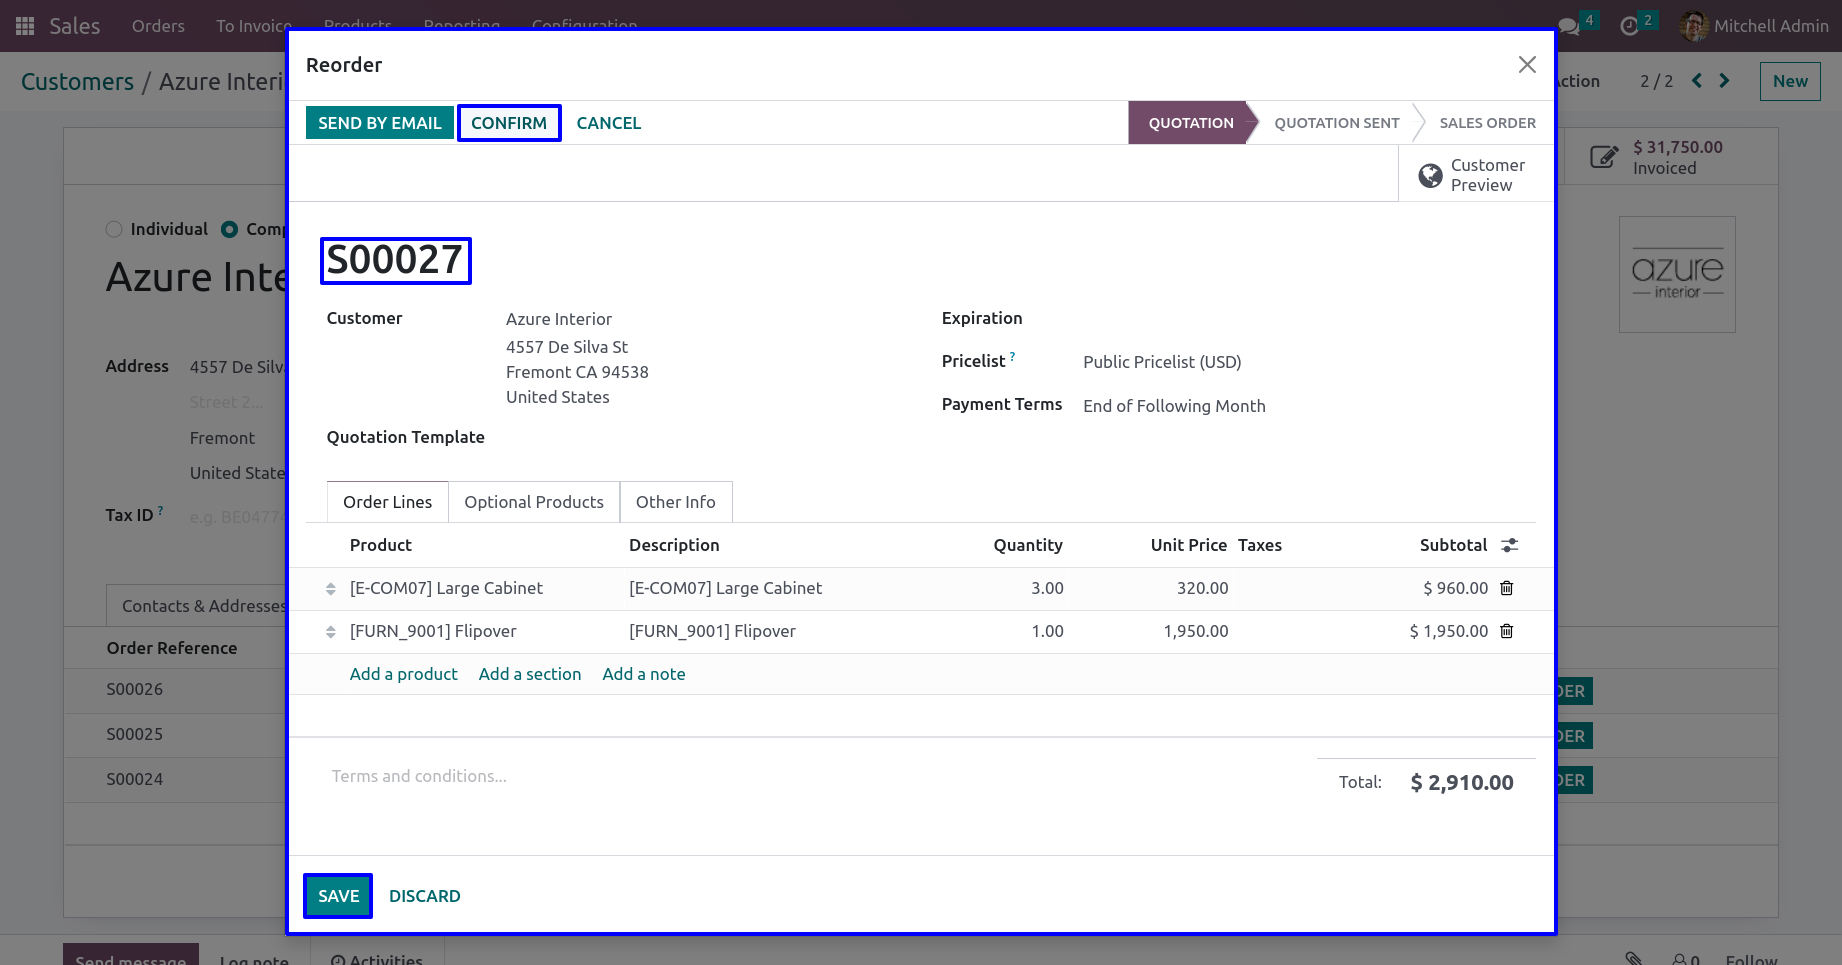 Sales Orders To Invoice Products Reporting Configuration 4 2 Mitchell Admin
Customers / Azure Interi
ction 2 / 2 New
Reorder
SEND BY EMAIL CONFIRM CANCEL
QUOTATION QUOTATION SENT SALES ORDER
$ 31,750.00
Invoiced
Customer
Preview
Individual Comp
Azure Inte
azure
interior
S00027
Customer Azure Interior
4557 De Silva St
Fremont CA 94538
United States
Quotation Template
Expiration
Pricelist ? Public Pricelist (USD)
Payment Terms End of Following Month
Address 4557 De Silv
Street 2...
Fremont
United State
Tax ID ? e.g. BE04774
Order Lines Optional Products Other Info
Product Description Quantity Unit Price Taxes Subtotal
[E-COM07] Large Cabinet [E-COM07] Large Cabinet 3.00 320.00 $ 960.00
[FURN_9001] Flipover [FURN_9001] Flipover 1.00 1,950.00 $ 1,950.00
Add a product Add a section Add a note
Contacts & Addresses
Order Reference
S00026 DER
S00025 DER
S00024 DER
Terms and conditions...
Total: $ 2,910.00
SAVE DISCARD
Send message Log note Activities 0 Follow